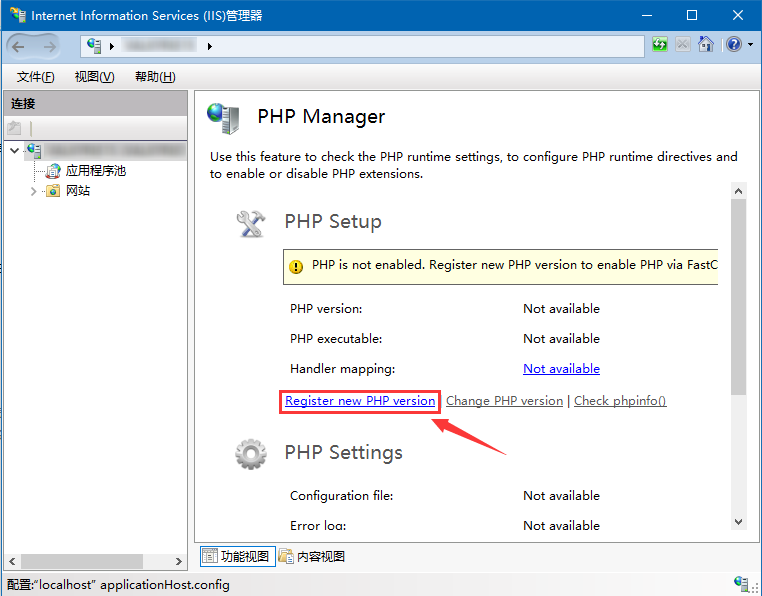 Internet Information Services (IIS)管理器
文件(F) 视图(V) 帮助(H)
连接
应用程序池
网站
PHP Manager
Use this feature to check the PHP runtime settings, to configure PHP runtime directives and
to enable or disable PHP extensions.
PHP Setup
PHP is not enabled. Register new PHP version to enable PHP via FastC
PHP version: Not available
PHP executable: Not available
Handler mapping: Not available
Register new PHP version Change PHP version | Check phpinfo()
PHP Settings
Configuration file: Not available
Error log: Not available
功能视图 内容视图
配置:“localhost” applicationHost.config